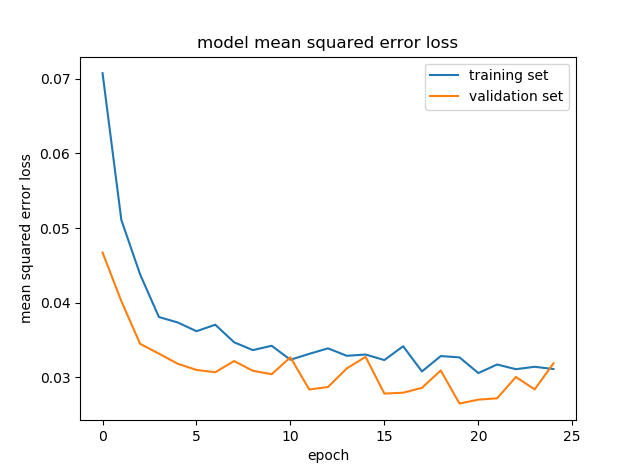 model mean squared error loss
training set
validation set
0.07
0.06
0.05
0.04
0.03
mean squared error loss
0 5 10 15 20 25
epoch